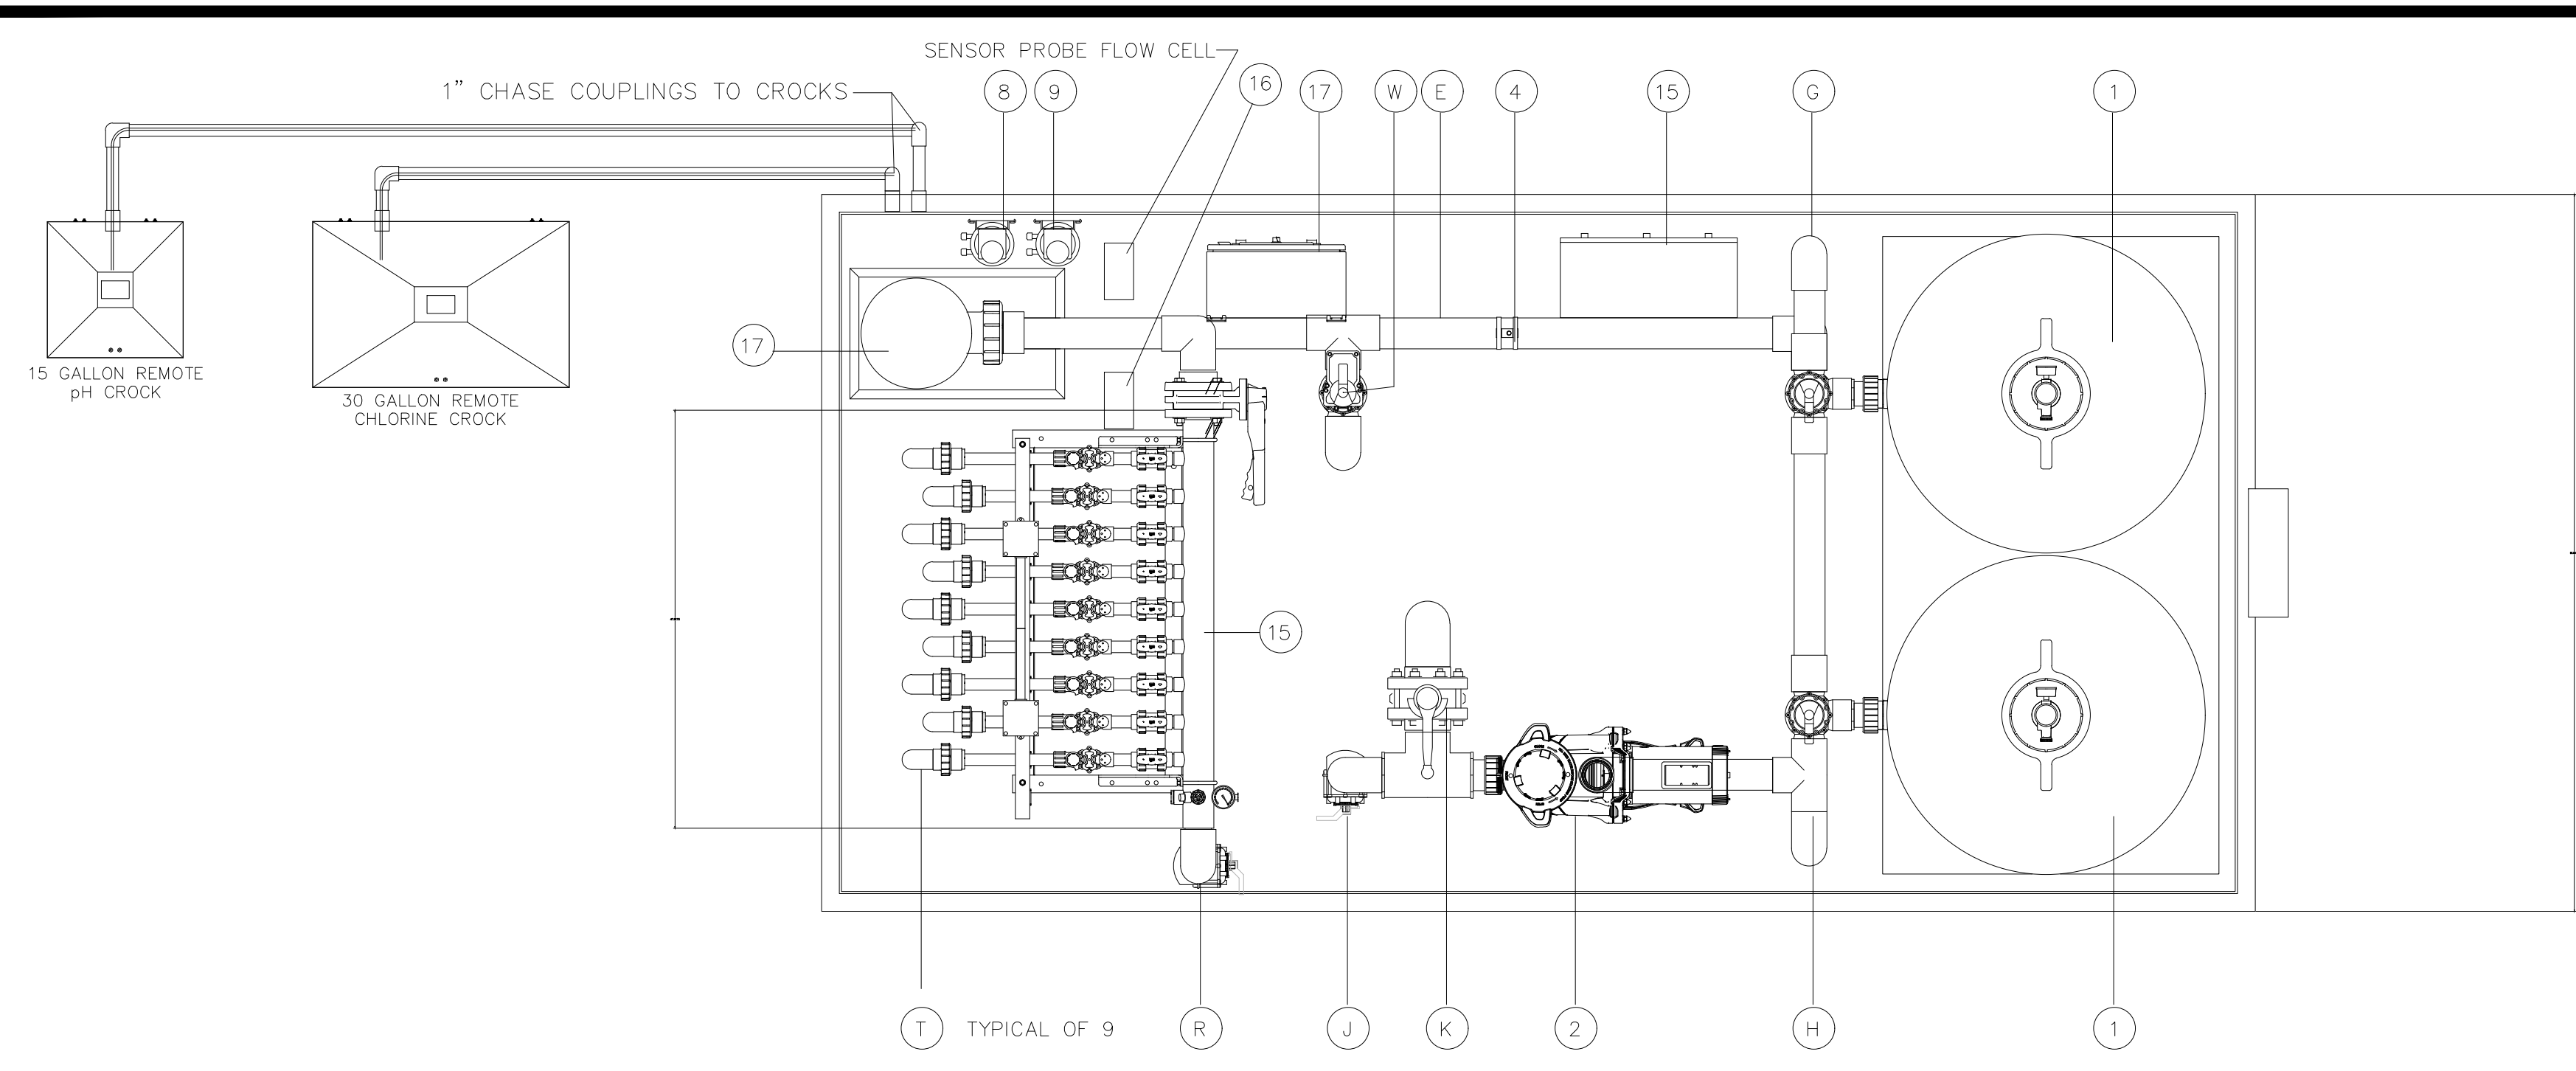 SENSOR PROBE FLOW CELL
1” CHASE COUPLINGS TO CROCKS
8
9
16
17
W
E
4
15
G
1
17
15 GALLON REMOTE
pH CROCK
30 GALLON REMOTE
CHLORINE CROCK
15
T TYPICAL OF 9
R
J
K
2
H
1